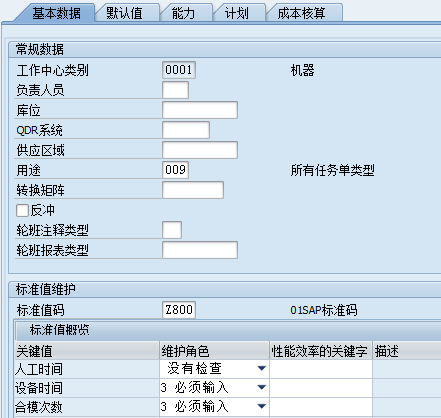 基本数据 默认值 能力 计划 成本核算
常规数据
工作中心类别 0001 机器
负责人员
库位
QDR系统
供应区域
用途 009 所有任务单类型
转换矩阵
反冲
轮班注释类型
轮班报表类型
标准值维护
标准值码 Z800 01SAP标准码
标准值概览
关键值 维护角色 性能效率的关键字 描述
人工时间 没有检查
设备时间 3 必须输入
合模次数 3 必须输入